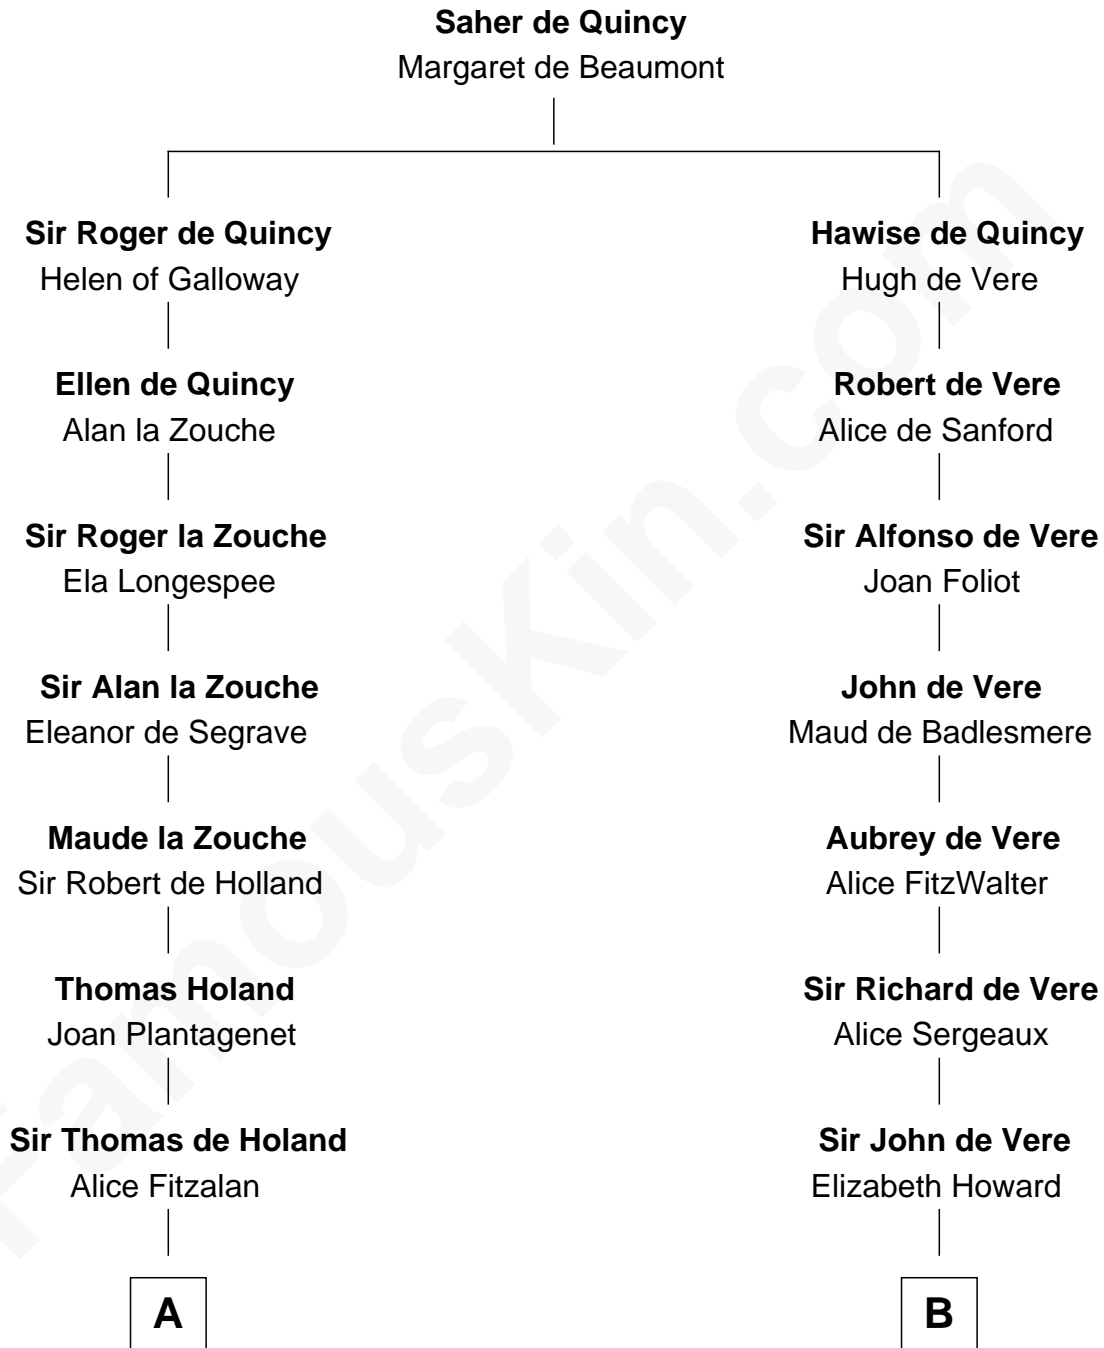 Saher de Quincy
Margaret de Beaumont
Sir Roger de Quincy
Helen of Galloway
Hawise de Quincy
Hugh de Vere
Ellen de Quincy
Alan la Zouche
Robert de Vere
Alice de Sanford
Sir Roger la Zouche
Ela Longespee
Sir Alfonso de Vere
Joan Foliot
Sir Alan la Zouche
Eleanor de Segrave
John de Vere
Maud de Badlesmere
Maude la Zouche
Sir Robert de Holland
Aubrey de Vere
Alice FitzWalter
Thomas Holand
Joan Plantagenet
Sir Richard de Vere
Alice Sergeaux
Sir Thomas de Holand
Alice Fitzalan
Sir John de Vere
Elizabeth Howard
A
B
FamousKin.com